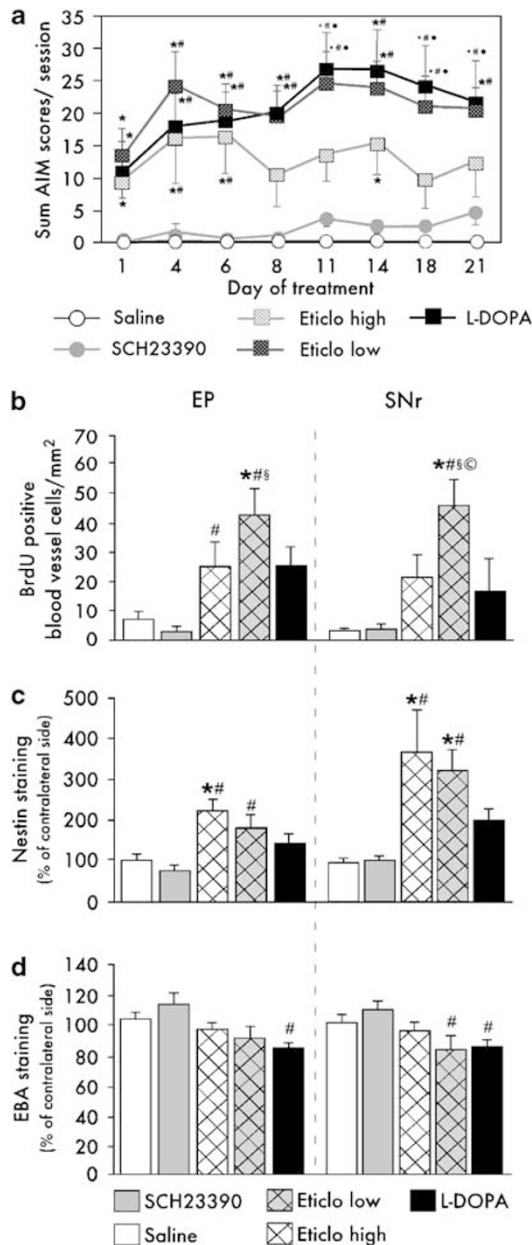 a
Sum AIM scores/ session
35
30
25
20
15
10
5
0
1 4 6 8 11 14 18 21
Day of treatment
Saline Eticlo high L-DOPA
SCH23390 Eticlo low
b EP SNr
BrdU positive
blood vessel cells/mm²
70
60
50
40
30
20
10
0
# *#§ *#§©
c
Nestin staining
(% of contralateral side)
500
400
300
200
100
0
*# # *# *#
d
EBA staining
(% of contralateral side)
140
120
100
80
60
40
20
0
# # #
SCH23390 Eticlo low L-DOPA
Saline Eticlo high